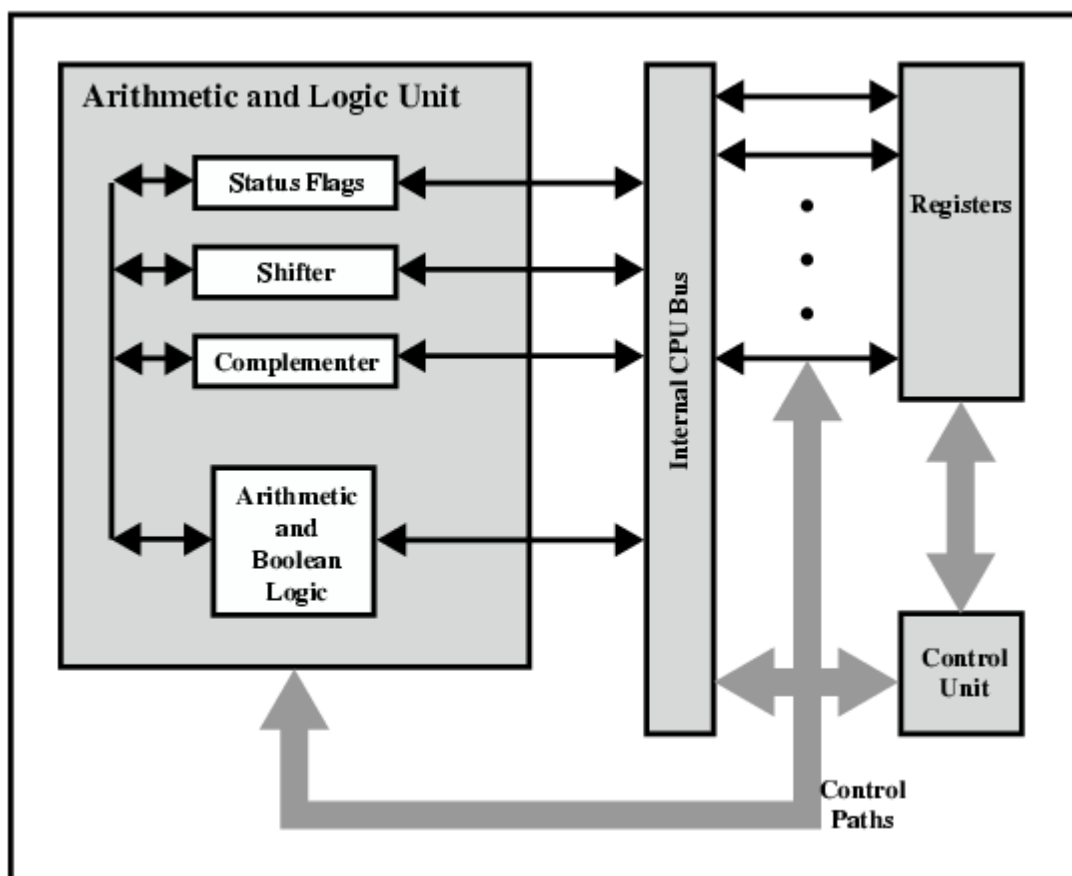 Arithmetic and Logic Unit
Status Flags
Shifter
Complementer
Arithmetic
and
Boolean
Logic
Internal CPU Bus
Registers
Control
Unit
Control
Paths